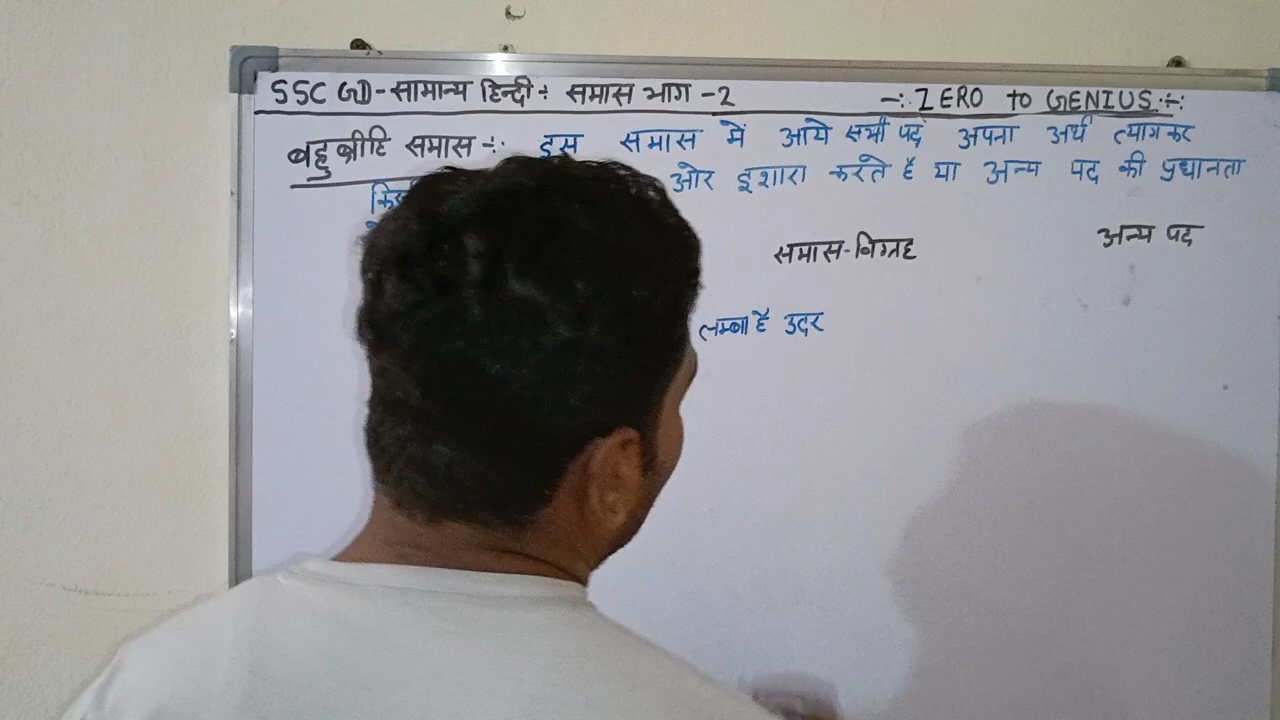 SSC GD-सामान्य हिन्दी÷ समास भाग -2 -:. ZERO to GENIUS.:-
बहुब्रीहि समास -:. इस समास में आये सभी पद अपना अर्थ त्यागकर
ओर इशारा करते है या अन्य पद की प्रधानता
समास-विग्रह अन्य पद
लम्बा है उदर